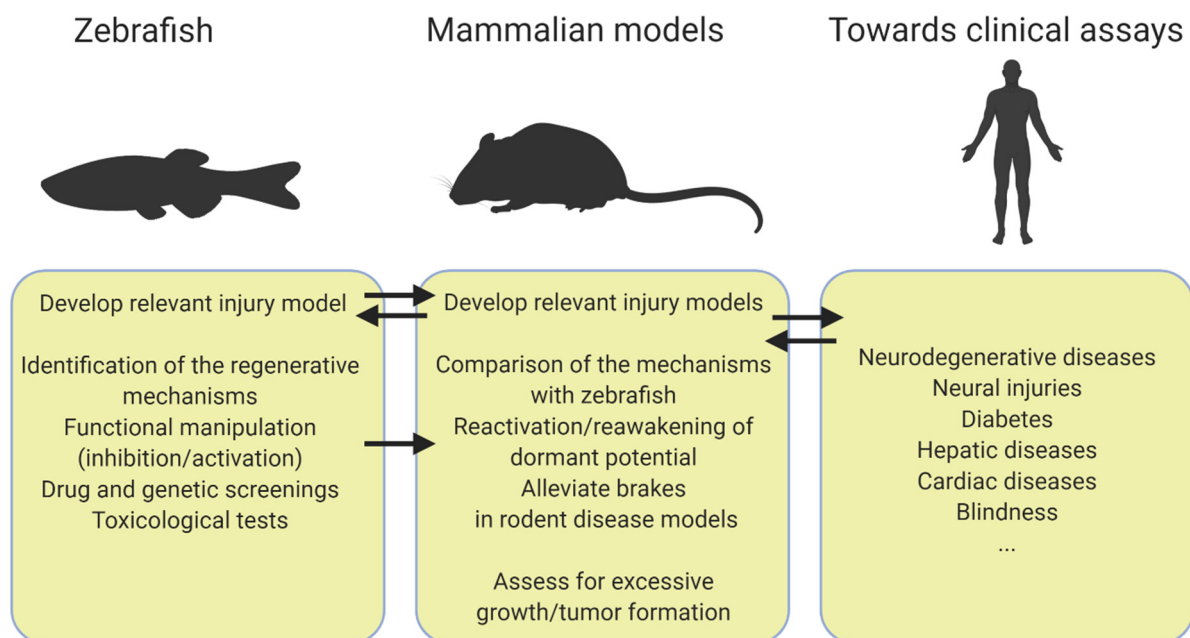 Zebrafish
Mammalian models
Towards clinical assays
Develop relevant injury model
Identification of the regenerative
mechanisms
Functional manipulation
(inhibition/activation)
Drug and genetic screenings
Toxicological tests
Develop relevant injury models
Comparison of the mechanisms
with zebrafish
Reactivation/reawakening of
dormant potential
Alleviate brakes
in rodent disease models
Assess for excessive
growth/tumor formation
Neurodegenerative diseases
Neural injuries
Diabetes
Hepatic diseases
Cardiac diseases
Blindness
...